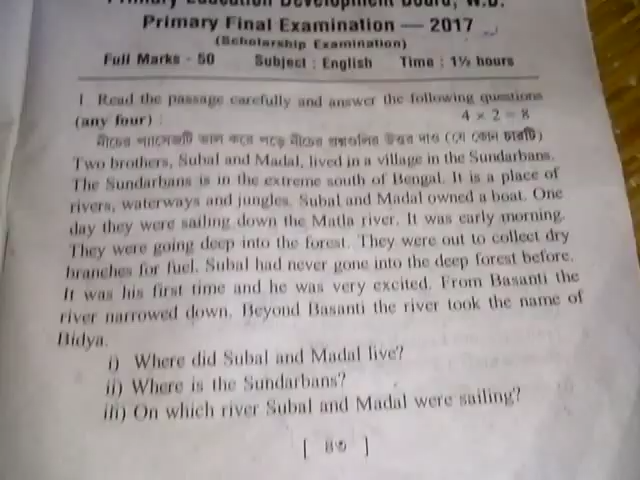 Primary Education Development Board, W.B.
Primary Final Examination — 2017
(Scholarship Examination)
Full Marks - 50 Subject : English Time : 1½ hours
1 Read the passage carefully and answer the following questions
(any four) : 4 × 2 = 8
নীচের প্যাসেজটি ভাল করে পড়ে নীচের প্রশ্নগুলির উত্তর দাও (যে কোন চারটি)
Two brothers, Subal and Madal, lived in a village in the Sundarbans.
The Sundarbans is in the extreme south of Bengal. It is a place of
rivers, waterways and jungles. Subal and Madal owned a boat. One
day they were sailing down the Matla river. It was early morning.
They were going deep into the forest. They were out to collect dry
branches for fuel. Subal had never gone into the deep forest before.
It was his first time and he was very excited. From Basanti the
river narrowed down. Beyond Basanti the river took the name of
Bidya.
i) Where did Subal and Madal live?
ii) Where is the Sundarbans?
iii) On which river Subal and Madal were sailing?